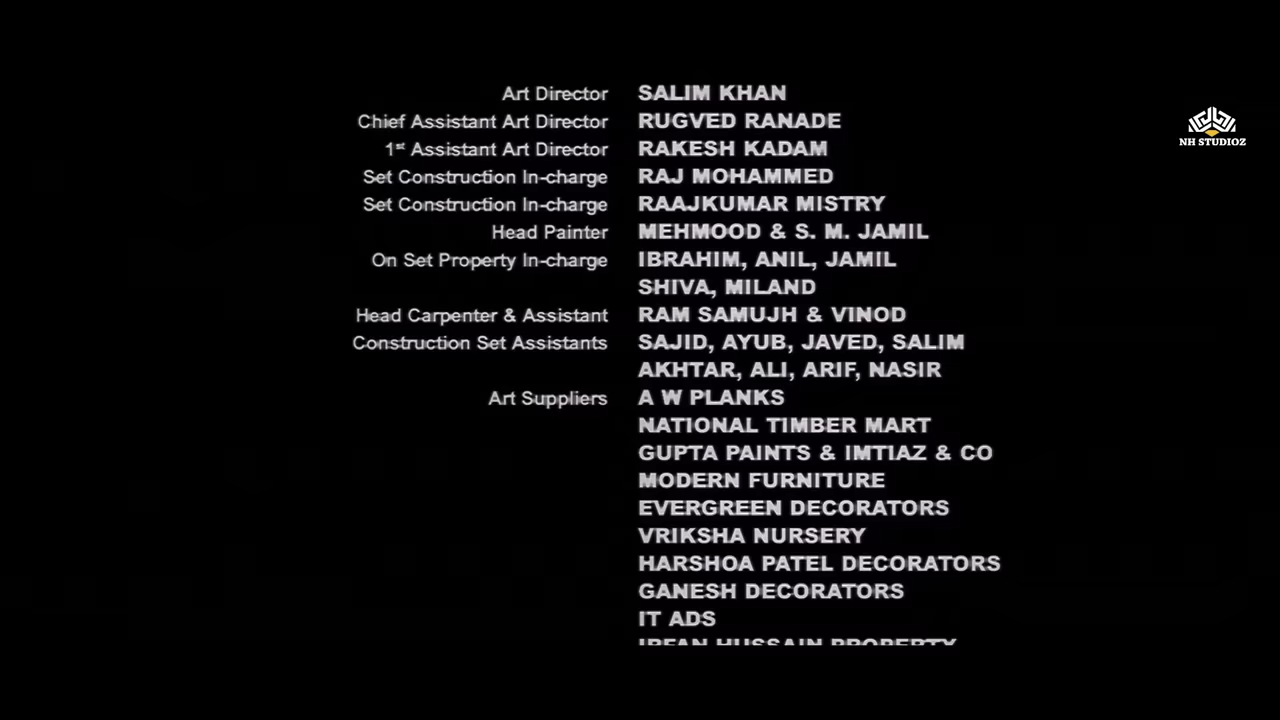 Art Director SALIM KHAN
Chief Assistant Art Director RUGVED RANADE
1st Assistant Art Director RAKESH KADAM
Set Construction In-charge RAJ MOHAMMED
Set Construction In-charge RAAJKUMAR MISTRY
Head Painter MEHMOOD & S. M. JAMIL
On Set Property In-charge IBRAHIM, ANIL, JAMIL
SHIVA, MILAND
Head Carpenter & Assistant RAM SAMUJH & VINOD
Construction Set Assistants SAJID, AYUB, JAVED, SALIM
AKHTAR, ALI, ARIF, NASIR
Art Suppliers A W PLANKS
NATIONAL TIMBER MART
GUPTA PAINTS & IMTIAZ & CO
MODERN FURNITURE
EVERGREEN DECORATORS
VRIKSHA NURSERY
HARSHOA PATEL DECORATORS
GANESH DECORATORS
IT ADS
IRFAN HUSSAIN PROPERTY
NH STUDIOZ